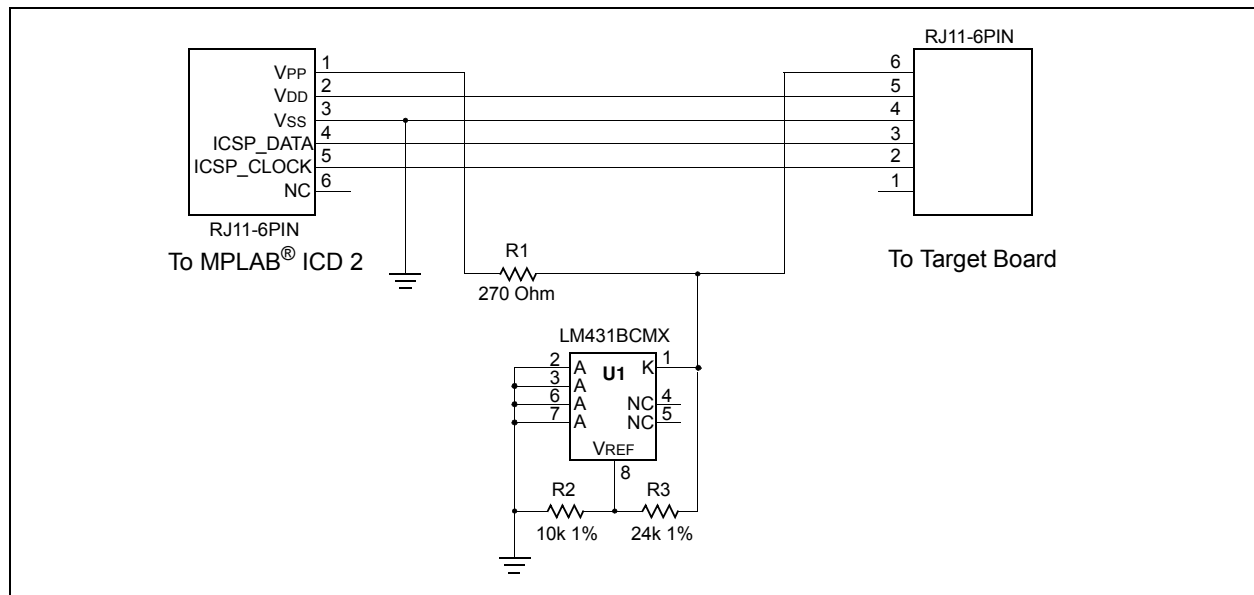 RJ11-6PIN
VPP 1
VDD 2
VSS 3
ICSP_DATA 4
ICSP_CLOCK 5
NC 6
RJ11-6PIN
To MPLAB® ICD 2
6
5
4
3
2
1
To Target Board
R1
270 Ohm
LM431BCMX
2 A U1 K 1
3 A
6 A NC 4
7 A NC 5
VREF
8
R2 R3
10k 1% 24k 1%